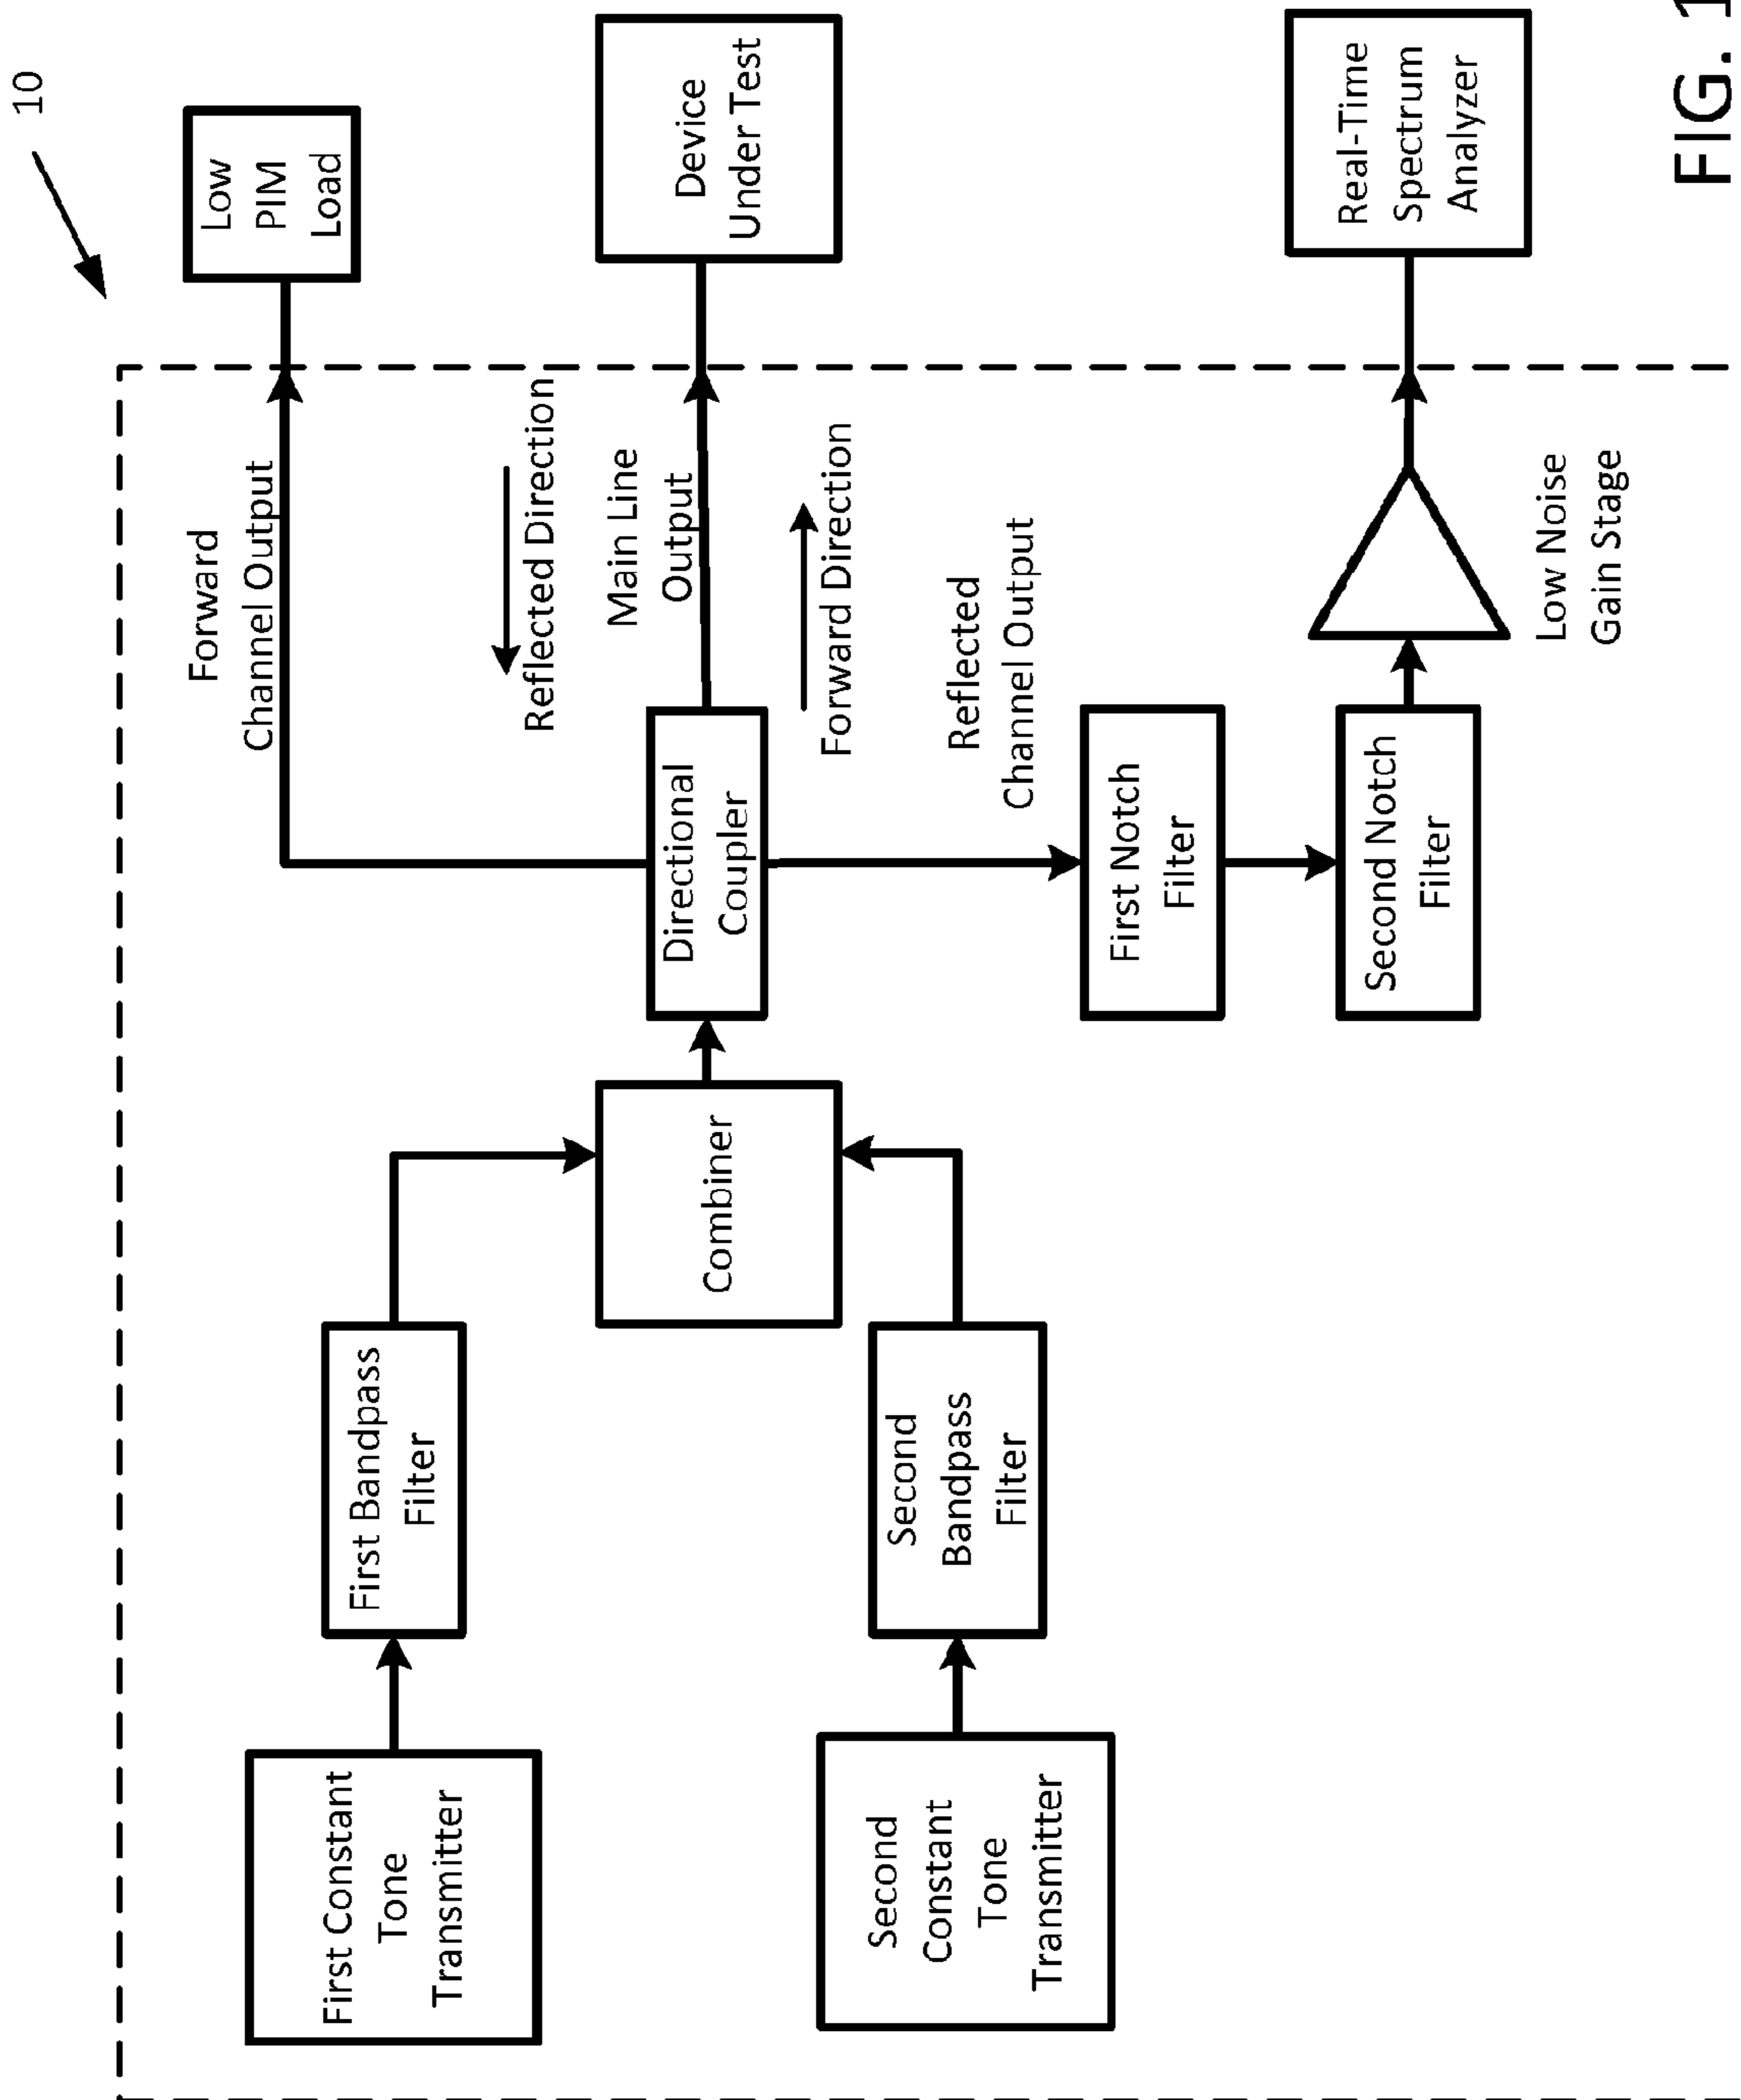 10
Low
PIM
Load
Forward
Channel Output
Reflected Direction
Main Line
Output
Device
Under Test
Forward Direction
First Constant
Tone
Transmitter
First Bandpass
Filter
Combiner
Directional
Coupler
Second
Constant
Tone
Transmitter
Second
Bandpass
Filter
Reflected
Channel Output
First Notch
Filter
Second Notch
Filter
Low Noise
Gain Stage
Real-Time
Spectrum
Analyzer
FIG. 1